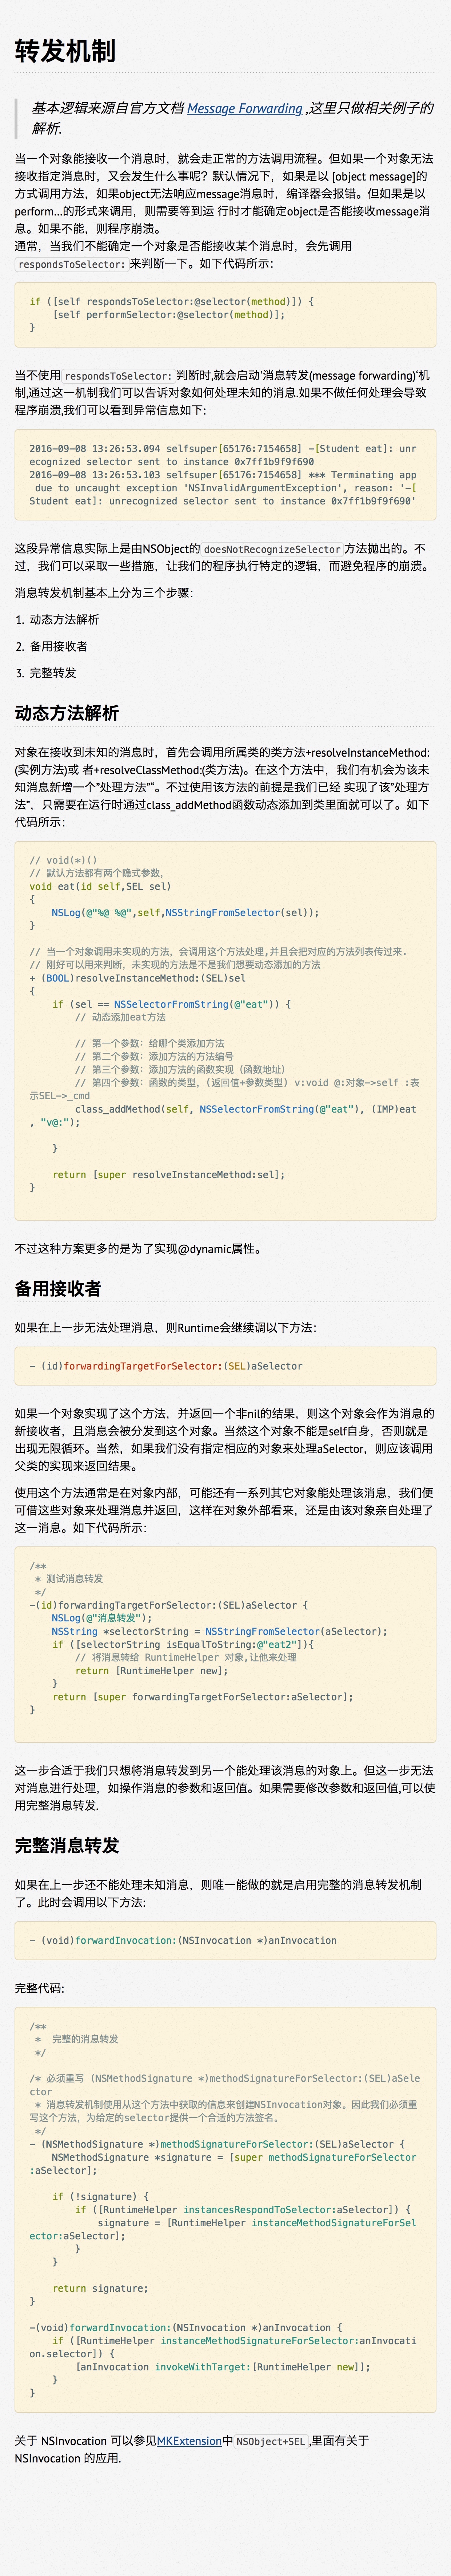 转发机制
基本逻辑来源自官方文档 Message Forwarding ,这里只做相关例子的
解析.
当一个对象能接收一个消息时，就会走正常的方法调用流程。但如果一个对象无法
接收指定消息时，又会发生什么事呢？默认情况下，如果是以 [object message]的
方式调用方法，如果object无法响应message消息时，编译器会报错。但如果是以
perform...的形式来调用，则需要等到运 行时才能确定object是否能接收message消
息。如果不能，则程序崩溃。
通常，当我们不能确定一个对象是否能接收某个消息时，会先调用
respondsToSelector:来判断一下。如下代码所示：
if ([self respondsToSelector:@selector(method)]) {
[self performSelector:@selector(method)];
}
当不使用 respondsToSelector: 判断时,就会启动'消息转发(message forwarding)'机
制,通过这一机制我们可以告诉对象如何处理未知的消息.如果不做任何处理会导致
程序崩溃,我们可以看到异常信息如下:
2016-09-08 13:26:53.094 selfsuper[65176:7154658] -[Student eat]: unr
ecognized selector sent to instance 0x7ff1b9f9f690
2016-09-08 13:26:53.103 selfsuper[65176:7154658] *** Terminating app
due to uncaught exception 'NSInvalidArgumentException', reason: '-[
Student eat]: unrecognized selector sent to instance 0x7ff1b9f9f690'
这段异常信息实际上是由NSObject的 doesNotRecognizeSelector 方法抛出的。不
过，我们可以采取一些措施，让我们的程序执行特定的逻辑，而避免程序的崩溃。
消息转发机制基本上分为三个步骤：
1. 动态方法解析
2. 备用接收者
3. 完整转发
动态方法解析
对象在接收到未知的消息时，首先会调用所属类的类方法+resolveInstanceMethod:
(实例方法)或 者+resolveClassMethod:(类方法)。在这个方法中，我们有机会为该未
知消息新增一个"处理方法""。不过使用该方法的前提是我们已经 实现了该"处理方
法"，只需要在运行时通过class_addMethod函数动态添加到类里面就可以了。如下
代码所示：
// void(*)()
// 默认方法都有两个隐式参数，
void eat(id self,SEL sel)
{
NSLog(@"%@ %@",self,NSStringFromSelector(sel));
}
// 当一个对象调用未实现的方法，会调用这个方法处理,并且会把对应的方法列表传过来.
// 刚好可以用来判断，未实现的方法是不是我们想要动态添加的方法
+ (BOOL)resolveInstanceMethod:(SEL)sel
{
if (sel == NSSelectorFromString(@"eat")) {
// 动态添加eat方法
// 第一个参数：给哪个类添加方法
// 第二个参数：添加方法的方法编号
// 第三个参数：添加方法的函数实现（函数地址）
// 第四个参数：函数的类型，(返回值+参数类型) v:void @:对象->self :表
示SEL->_cmd
class_addMethod(self, NSSelectorFromString(@"eat"), (IMP)eat
, "v@:");
}
return [super resolveInstanceMethod:sel];
}
不过这种方案更多的是为了实现@dynamic属性。
备用接收者
如果在上一步无法处理消息，则Runtime会继续调以下方法：
- (id)forwardingTargetForSelector:(SEL)aSelector
如果一个对象实现了这个方法，并返回一个非nil的结果，则这个对象会作为消息的
新接收者，且消息会被分发到这个对象。当然这个对象不能是self自身，否则就是
出现无限循环。当然，如果我们没有指定相应的对象来处理aSelector，则应该调用
父类的实现来返回结果。
使用这个方法通常是在对象内部，可能还有一系列其它对象能处理该消息，我们便
可借这些对象来处理消息并返回，这样在对象外部看来，还是由该对象亲自处理了
这一消息。如下代码所示：
/**
* 测试消息转发
*/
-(id)forwardingTargetForSelector:(SEL)aSelector {
NSLog(@"消息转发");
NSString *selectorString = NSStringFromSelector(aSelector);
if ([selectorString isEqualToString:@"eat2"]){
// 将消息转给 RuntimeHelper 对象,让他来处理
return [RuntimeHelper new];
}
return [super forwardingTargetForSelector:aSelector];
}
这一步合适于我们只想将消息转发到另一个能处理该消息的对象上。但这一步无法
对消息进行处理，如操作消息的参数和返回值。如果需要修改参数和返回值,可以使
用完整消息转发.
完整消息转发
如果在上一步还不能处理未知消息，则唯一能做的就是启用完整的消息转发机制
了。此时会调用以下方法:
- (void)forwardInvocation:(NSInvocation *)anInvocation
完整代码:
/**
*  完整的消息转发
*/
/* 必须重写 (NSMethodSignature *)methodSignatureForSelector:(SEL)aSele
ctor
* 消息转发机制使用从这个方法中获取的信息来创建NSInvocation对象。因此我们必须重
写这个方法，为给定的selector提供一个合适的方法签名。
*/
- (NSMethodSignature *)methodSignatureForSelector:(SEL)aSelector {
NSMethodSignature *signature = [super methodSignatureForSelector
:aSelector];
if (!signature) {
if ([RuntimeHelper instancesRespondToSelector:aSelector]) {
signature = [RuntimeHelper instanceMethodSignatureForSel
ector:aSelector];
}
}
return signature;
}
-(void)forwardInvocation:(NSInvocation *)anInvocation {
if ([RuntimeHelper instanceMethodSignatureForSelector:anInvocati
on.selector]) {
[anInvocation invokeWithTarget:[RuntimeHelper new]];
}
}
关于 NSInvocation 可以参见MKExtension中 NSObject+SEL ,里面有关于
NSInvocation 的应用.